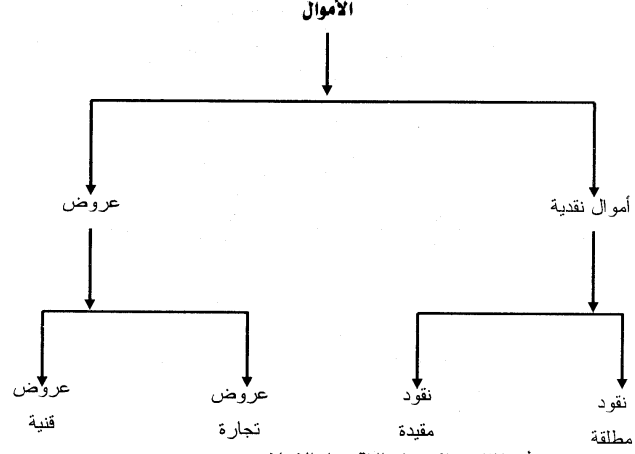 الأموال
أموال نقدية
عروض
نقود
مطلقة
نقود
مقيدة
عروض
تجارة
عروض
قنية